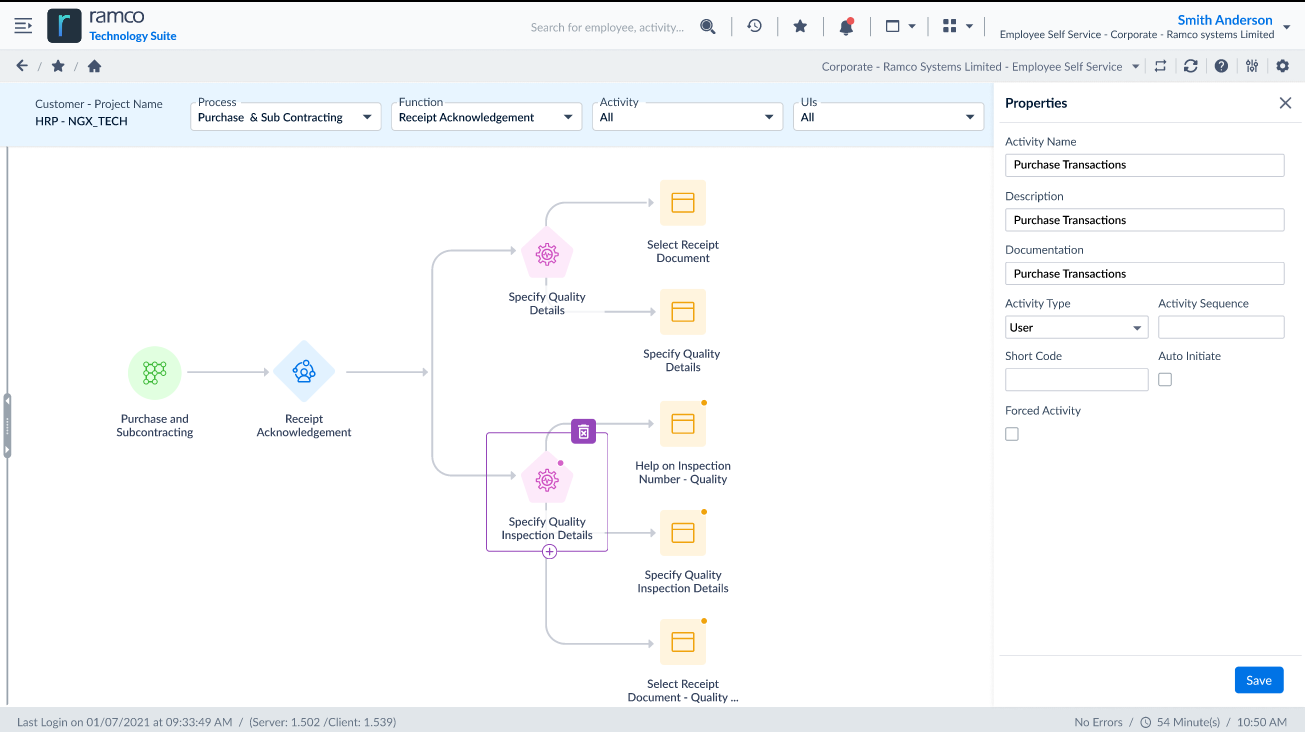 ramco
Technology Suite
Search for employee, activity...
Smith Anderson
Employee Self Service - Corporate - Ramco systems Limited
/ /
Corporate - Ramco Systems Limited - Employee Self Service
Customer - Project Name
HRP - NGX_TECH
Process
Purchase & Sub Contracting
Function
Receipt Acknowledgement
Activity
All
UIs
All
Select Receipt
Document
Specify Quality
Details
Specify Quality
Details
Purchase and
Subcontracting
Receipt
Acknowledgement
Help on Inspection
Number - Quality
Specify Quality
Inspection Details
Specify Quality
Inspection Details
Select Receipt
Document - Quality ...
Properties
Activity Name
Purchase Transactions
Description
Purchase Transactions
Documentation
Purchase Transactions
Activity Type
Activity Sequence
User
Short Code
Auto Initiate
Forced Activity
Save
Last Login on 01/07/2021 at 09:33:49 AM / (Server: 1.502 /Client: 1.539)
No Errors / 54 Minute(s) / 10:50 AM